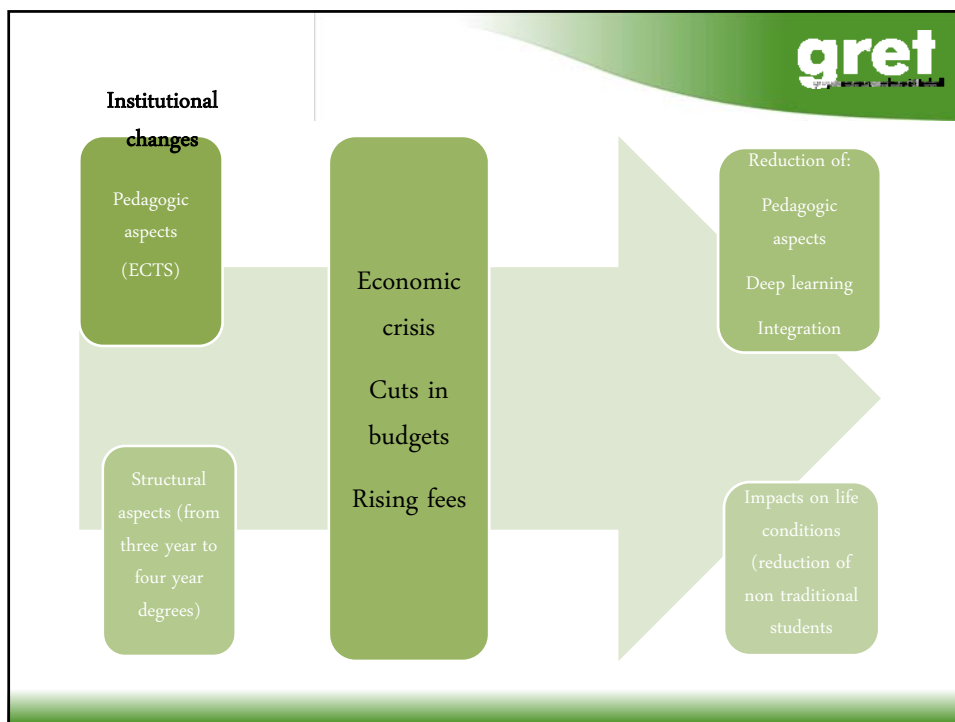 gret
Institutional
changes
Pedagogic
aspects
(ECTS)
Structural
aspects (from
three year to
four year
degrees)
Economic
crisis
Cuts in
budgets
Rising fees
Reduction of:
Pedagogic
aspects
Deep learning
Integration
Impacts on life
conditions
(reduction of
non traditional
students